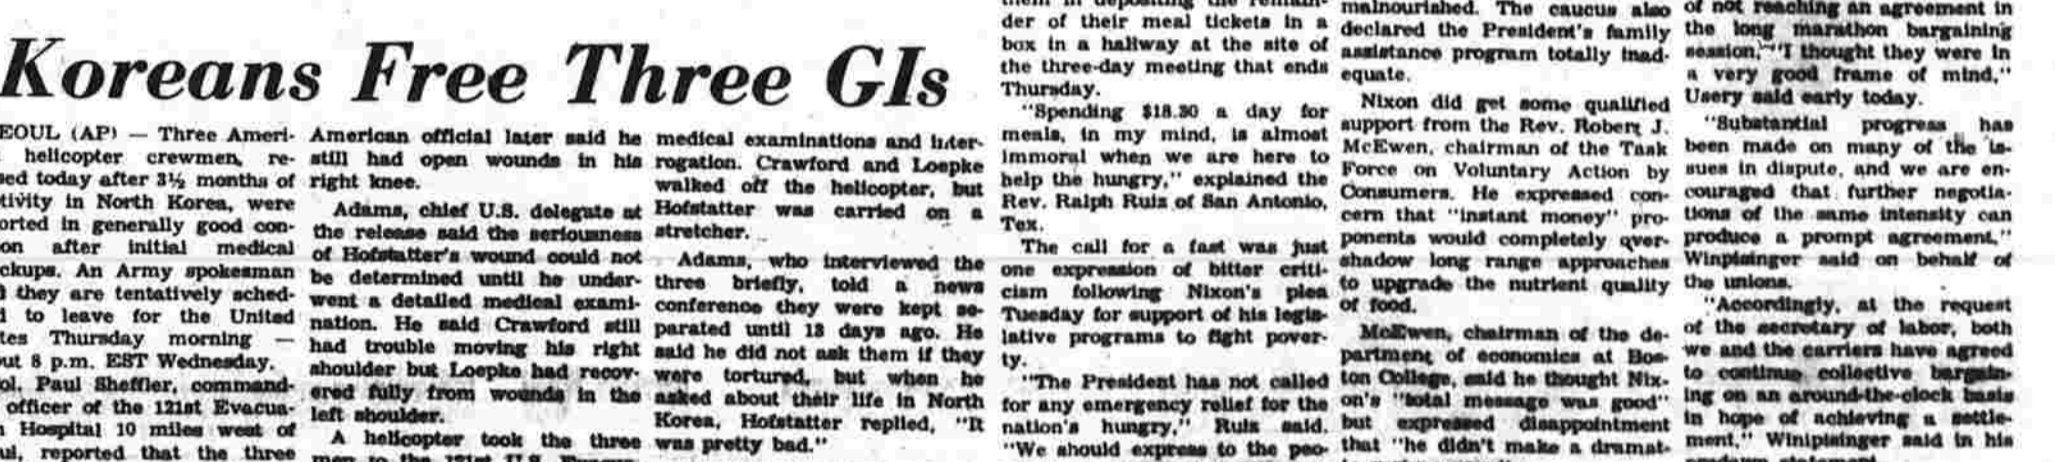 Koreans Free Three GIs
EOUL (AP) — Three Ameri-
helicopter crewmen, re-
sed today after 3½ months of
tivity in North Korea, were
orted in generally good con-
on after initial medical
ckups. An Army spokesman
they are tentatively sched-
to leave for the United
tes Thursday morning —
ut 8 p.m. EST Wednesday.
ol. Paul Sheffler, command-
officer of the 121st Evacua-
Hospital 10 miles west of
ul, reported that the three
American official later said he
still had open wounds in his
right knee.
Adams, chief U.S. delegate at
the release said the seriousness
of Hofstatter's wound could not
be determined until he under-
went a detailed medical exami-
nation. He said Crawford still
had trouble moving his right
shoulder but Loepke had recov-
ered fully from wounds in the
left shoulder.
A helicopter took the three
men to the 121st U.S.
medical examinations and inter-
rogation. Crawford and Loepke
walked off the helicopter, but
Hofstatter was carried on a
stretcher.
Adams, who interviewed the
three briefly, told a news
conference they were kept se-
parated until 13 days ago. He
said he did not ask them if they
were tortured, but when he
asked about their life in North
Korea, Hofstatter replied, "It
was pretty bad."
them in depositing the remain-
der of their meal tickets in a
box in a hallway at the site of
the three-day meeting that ends
Thursday.
"Spending $18.30 a day for
meals, in my mind, is almost
immoral when we are here to
help the hungry," explained the
Rev. Ralph Ruiz of San Antonio,
Tex.
The call for a fast was just
one expression of bitter criti-
cism following Nixon's plea
Tuesday for support of his legis-
lative programs to fight pover-
ty.
"The President has not called
for any emergency relief for the
nation's hungry," Ruiz said.
"We should express to the peo-
malnourished. The caucus also
declared the President's family
assistance program totally inad-
equate.
Nixon did get some qualified
support from the Rev. Robert J.
McEwen, chairman of the Task
Force on Voluntary Action by
Consumers. He expressed con-
cern that "instant money" pro-
ponents would completely over-
shadow long range approaches
to upgrade the nutrient quality
of food.
McEwen, chairman of the de-
partment of economics at Bos-
ton College, said he thought Nix-
on's "total message was good"
but expressed disappointment
that "he didn't make a dramat-
of not reaching an agreement in
the long marathon bargaining
session. "I thought they were in
a very good frame of mind,"
Usery said early today.
"Substantial progress has
been made on many of the is-
sues in dispute, and we are en-
couraged that further negotia-
tions of the same intensity can
produce a prompt agreement,"
Winpisinger said on behalf of
the unions.
"Accordingly, at the request
of the secretary of labor, both
we and the carriers have agreed
to continue collective bargain-
ing on an around-the-clock basis
in hope of achieving a settle-
ment," Winipisinger said in his